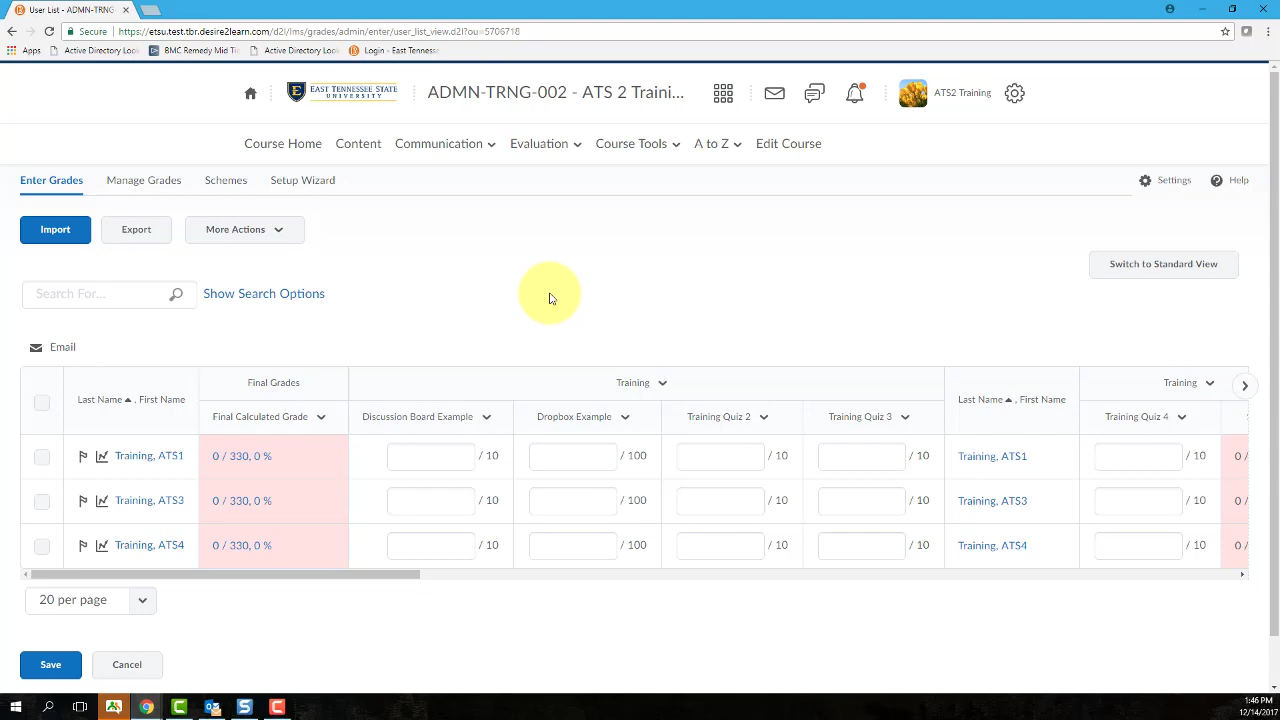 User List - ADMN-TRNG-
Secure
https://etsu.test.tbr.desire2learn.com/d2l/lms/grades/admin/enter/user_list_view.d2l?ou=5706718
Apps
Active Directory Loc
BMC Remedy Mid Tie
Active Directory Loc
Login - East Tenness
EAST TENNESSEE STATE
UNIVERSITY
ADMN-TRNG-002 - ATS 2 Traini...
ATS2 Training
Course Home
Content
Communication
Evaluation
Course Tools
A to Z
Edit Course
Enter Grades
Manage Grades
Schemes
Setup Wizard
Settings
Help
Import
Export
More Actions
Switch to Standard View
Search For...
Show Search Options
Email
Last Name , First Name
Final Grades
Training
Last Name , First Name
Training
Final Calculated Grade
Discussion Board Example
Dropbox Example
Training Quiz 2
Training Quiz 3
Training Quiz 4
Training, ATS1
0 / 330, 0 %
/ 10
/ 100
/ 10
/ 10
Training, ATS1
/ 10
0 /
Training, ATS3
0 / 330, 0 %
/ 10
/ 100
/ 10
/ 10
Training, ATS3
/ 10
0 /
Training, ATS4
0 / 330, 0 %
/ 10
/ 100
/ 10
/ 10
Training, ATS4
/ 10
0 /
20 per page
Save
Cancel
1:46 PM
12/14/2017